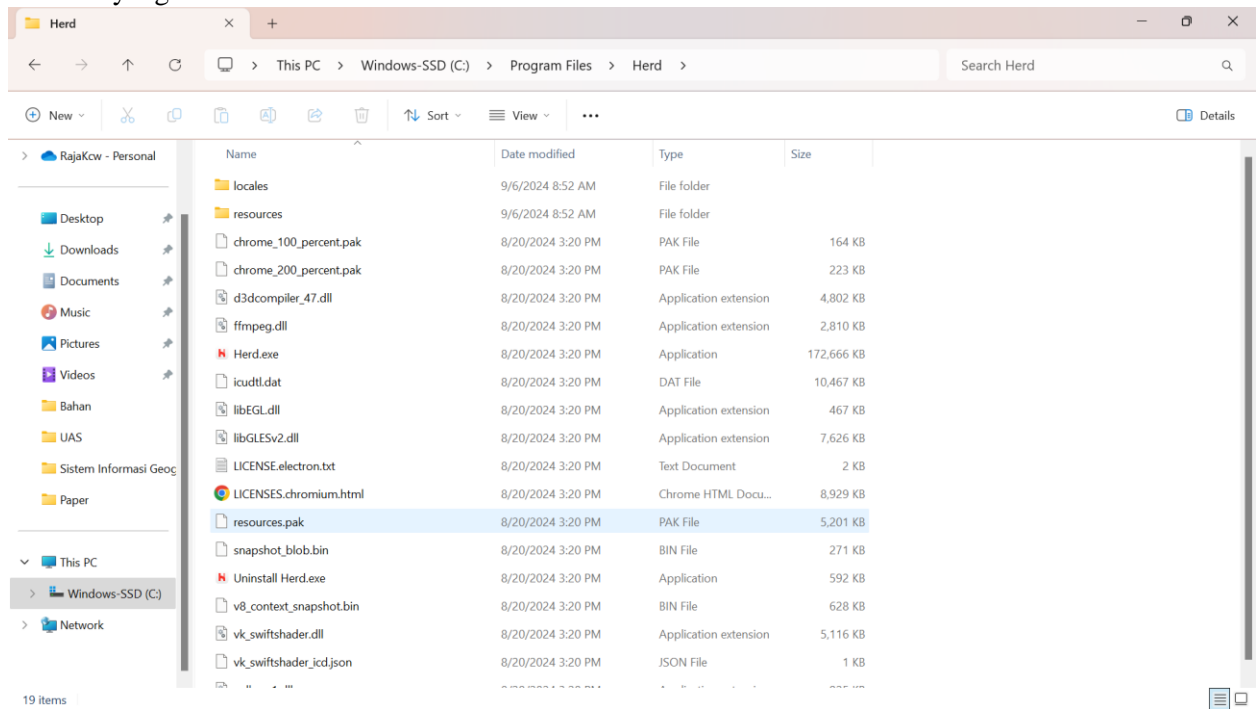 Herd
This PC > Windows-SSD (C:) > Program Files > Herd >
Search Herd
New
Sort
View
Details
RajaKcw - Personal
Desktop
Downloads
Documents
Music
Pictures
Videos
Bahan
UAS
Sistem Informasi Geog
Paper
This PC
Windows-SSD (C:)
Network
Name Date modified Type Size
locales 9/6/2024 8:52 AM File folder
resources 9/6/2024 8:52 AM File folder
chrome_100_percent.pak 8/20/2024 3:20 PM PAK File 164 KB
chrome_200_percent.pak 8/20/2024 3:20 PM PAK File 223 KB
d3dcompiler_47.dll 8/20/2024 3:20 PM Application extension 4,802 KB
ffmpeg.dll 8/20/2024 3:20 PM Application extension 2,810 KB
Herd.exe 8/20/2024 3:20 PM Application 172,666 KB
icudtl.dat 8/20/2024 3:20 PM DAT File 10,467 KB
libEGL.dll 8/20/2024 3:20 PM Application extension 467 KB
libGLESv2.dll 8/20/2024 3:20 PM Application extension 7,626 KB
LICENSE.electron.txt 8/20/2024 3:20 PM Text Document 2 KB
LICENSES.chromium.html 8/20/2024 3:20 PM Chrome HTML Docu... 8,929 KB
resources.pak 8/20/2024 3:20 PM PAK File 5,201 KB
snapshot_blob.bin 8/20/2024 3:20 PM BIN File 271 KB
Uninstall Herd.exe 8/20/2024 3:20 PM Application 592 KB
v8_context_snapshot.bin 8/20/2024 3:20 PM BIN File 628 KB
vk_swiftshader.dll 8/20/2024 3:20 PM Application extension 5,116 KB
vk_swiftshader_icd.json 8/20/2024 3:20 PM JSON File 1 KB
19 items